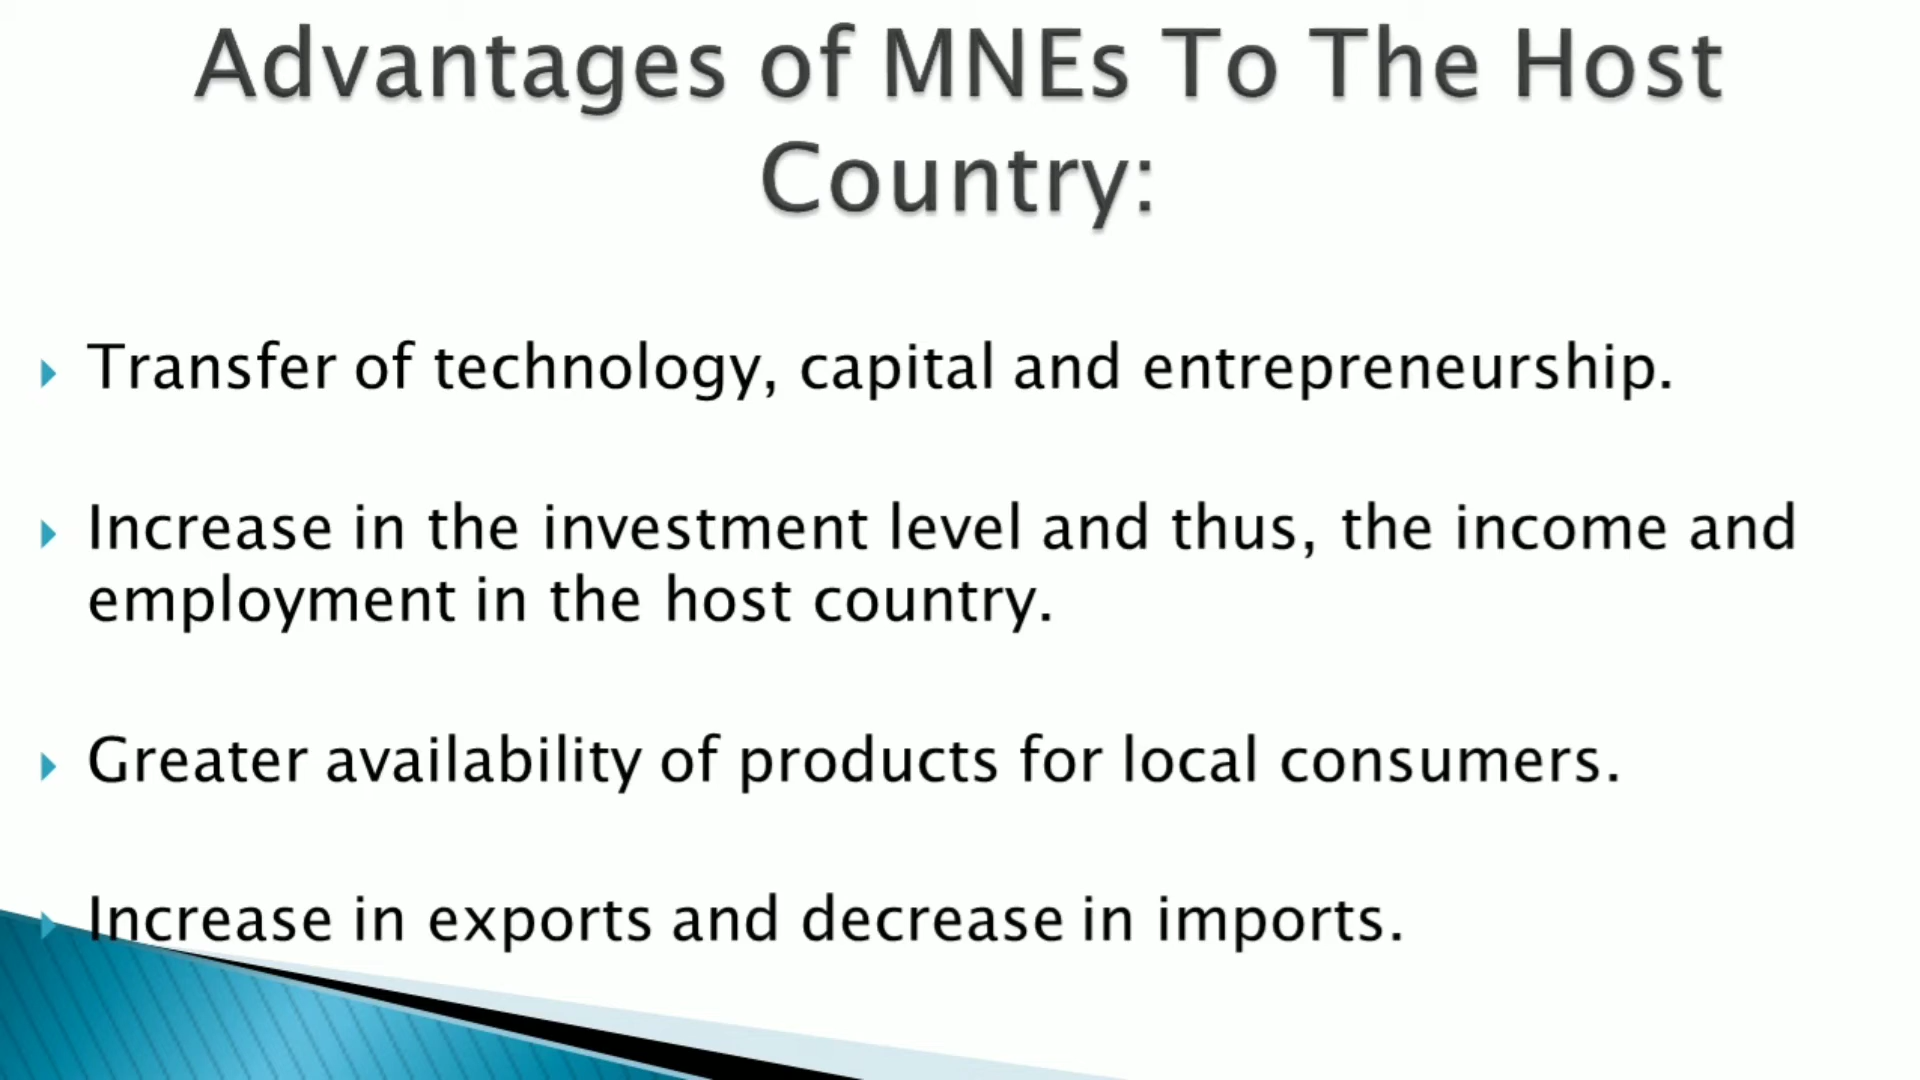 Advantages of MNEs To The Host
Country:
Transfer of technology, capital and entrepreneurship.
Increase in the investment level and thus, the income and
employment in the host country.
Greater availability of products for local consumers.
Increase in exports and decrease in imports.